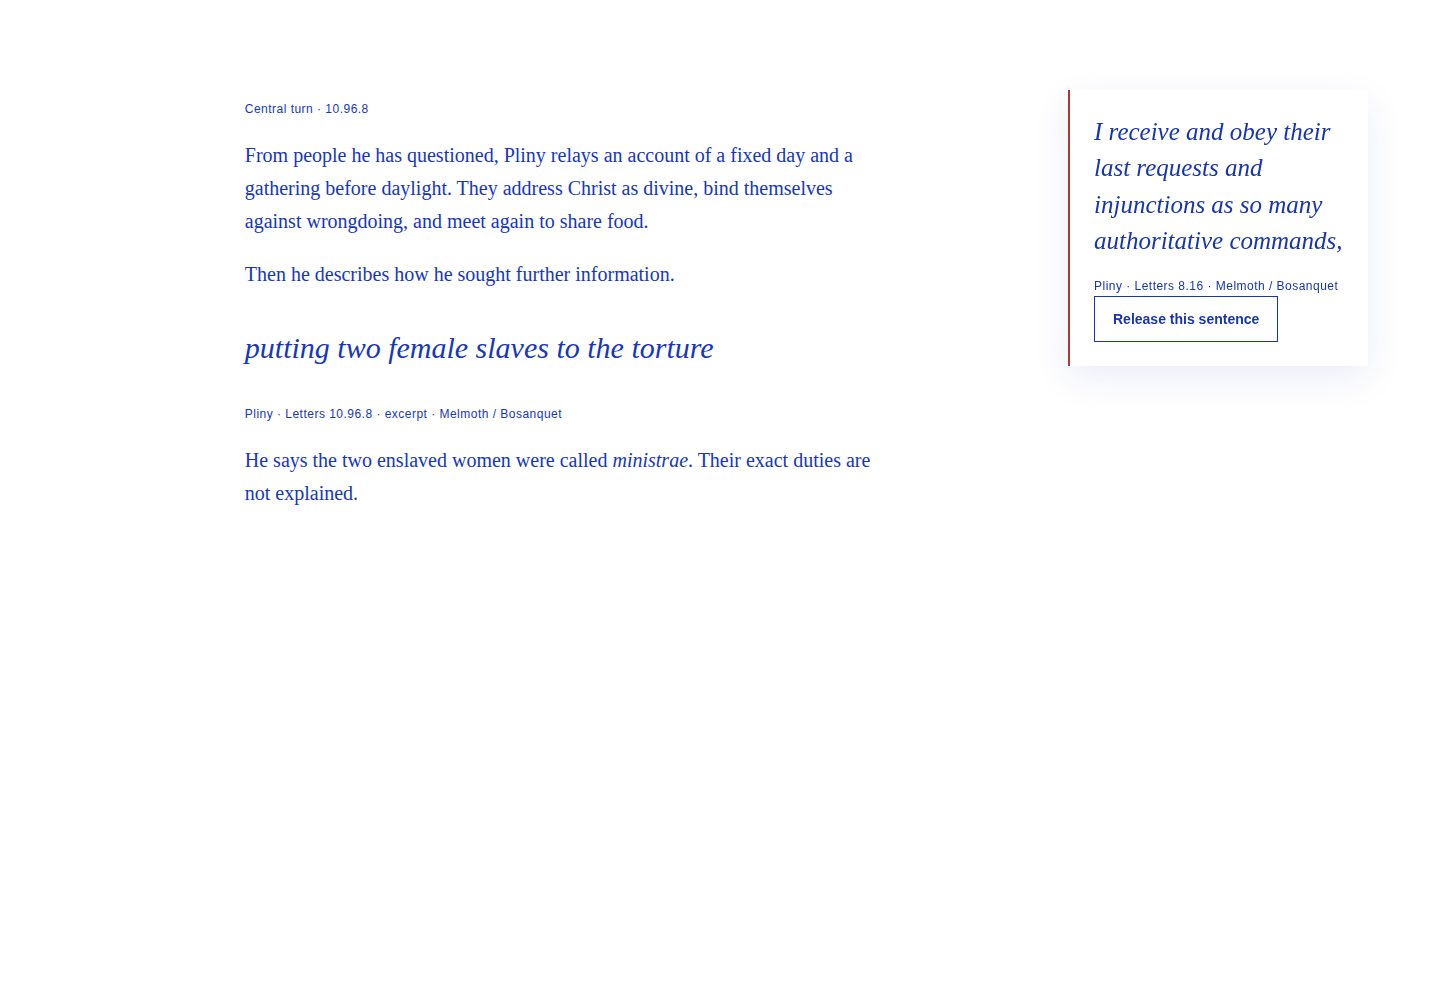 Central turn · 10.96.8
From people he has questioned, Pliny relays an account of a fixed day and a
gathering before daylight. They address Christ as divine, bind themselves
against wrongdoing, and meet again to share food.
Then he describes how he sought further information.
putting two female slaves to the torture
Pliny · Letters 10.96.8 · excerpt · Melmoth / Bosanquet
He says the two enslaved women were called ministrae. Their exact duties are
not explained.
I receive and obey their
last requests and
injunctions as so many
authoritative commands,
Pliny · Letters 8.16 · Melmoth / Bosanquet
Release this sentence